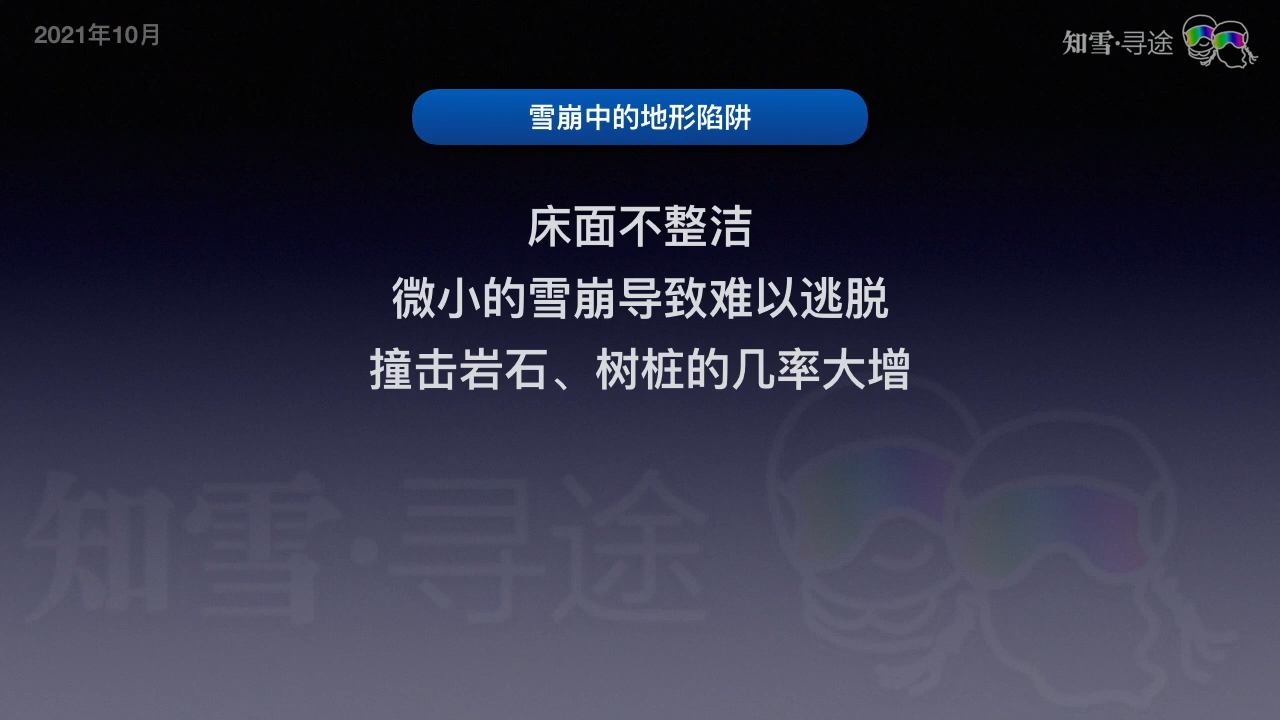 2021年10月
知雪·寻途
雪崩中的地形陷阱
床面不整洁
微小的雪崩导致难以逃脱
撞击岩石、树桩的几率大增
知雪·寻途